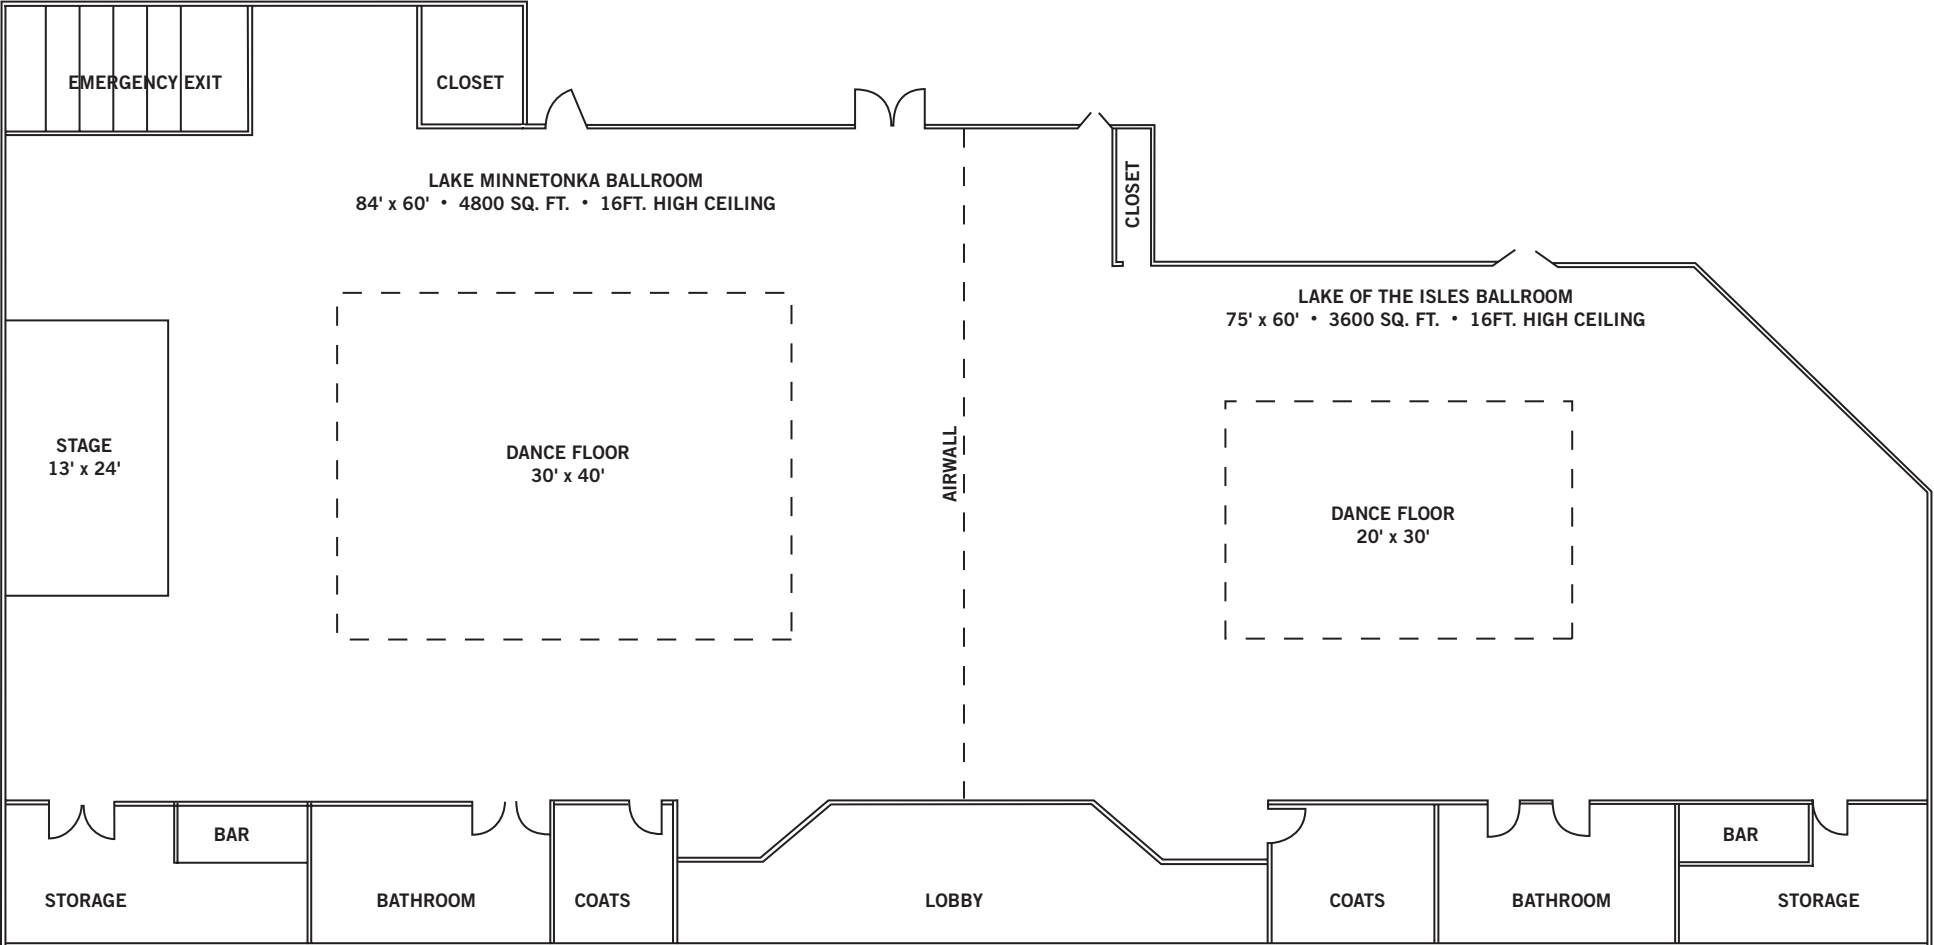 EMERGENCY EXIT
CLOSET
LAKE MINNETONKA BALLROOM
84' x 60' • 4800 SQ. FT. • 16FT. HIGH CEILING
CLOSET
LAKE OF THE ISLES BALLROOM
75' x 60' • 3600 SQ. FT. • 16FT. HIGH CEILING
STAGE
13' x 24'
DANCE FLOOR
30' x 40'
AIRWALL
DANCE FLOOR
20' x 30'
BAR
BAR
STORAGE
BATHROOM
COATS
LOBBY
COATS
BATHROOM
STORAGE